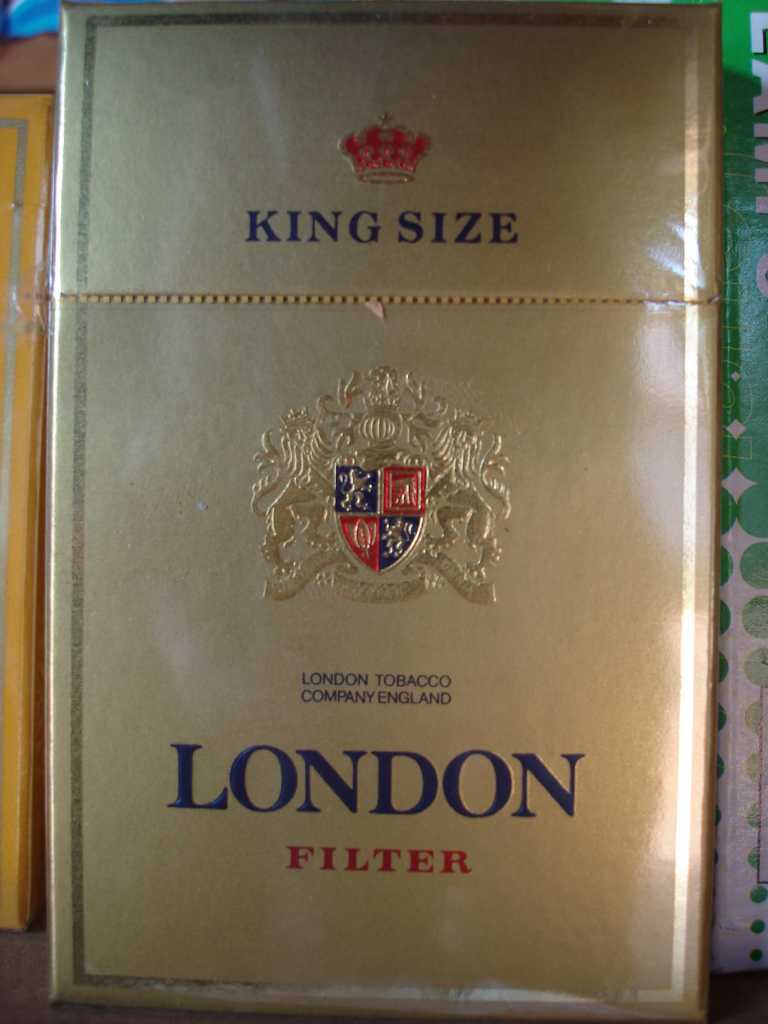 KING SIZE
LONDON TOBACCO
COMPANY ENGLAND
LONDON
FILTER